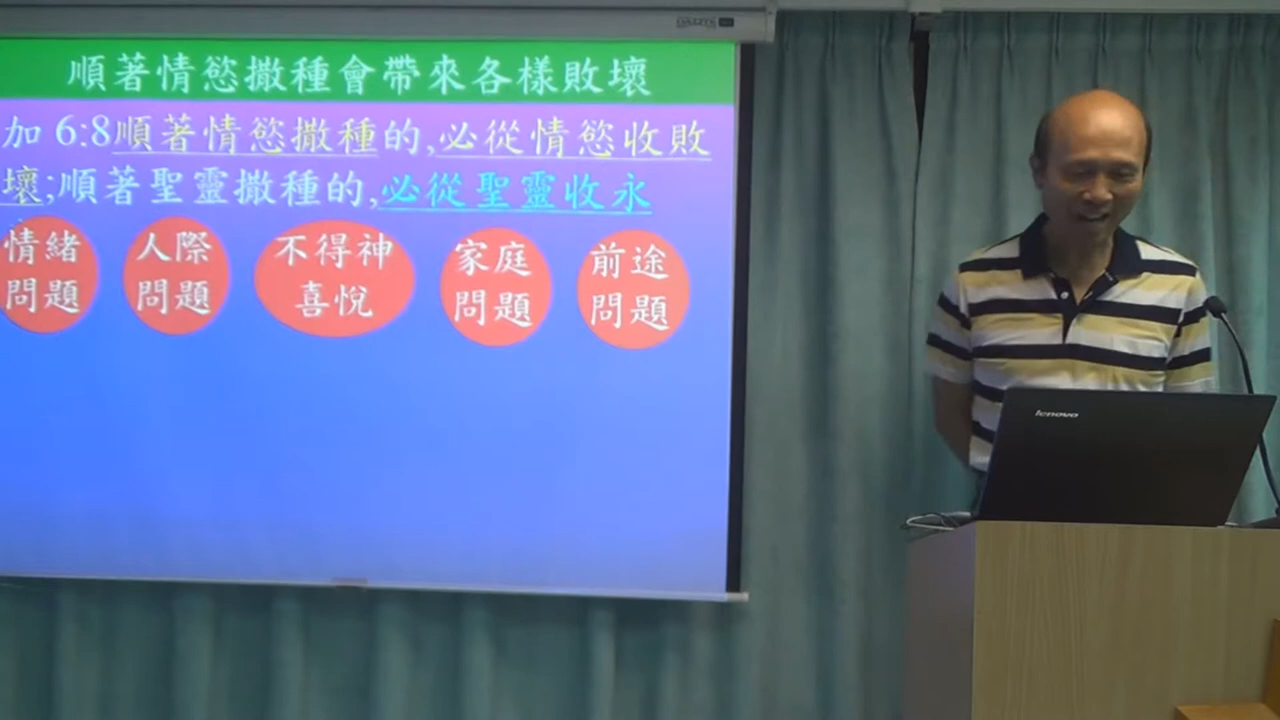 順著情慾撒種會帶來各樣敗壞
加 6:8順著情慾撒種的,必從情慾收敗
壞;順著聖靈撒種的,必從聖靈收永
情緒
問題
人際
問題
不得神
喜悅
家庭
問題
前途
問題
lenovo